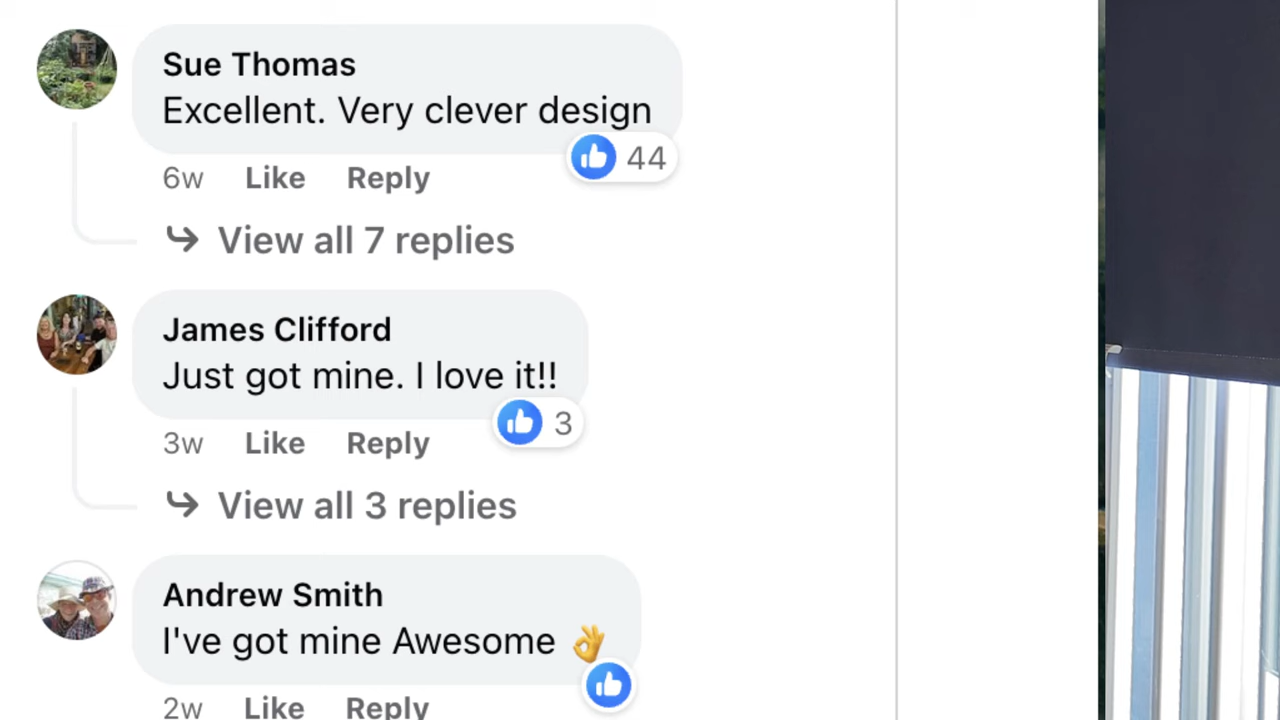 Sue Thomas
Excellent. Very clever design
44
6w Like Reply
View all 7 replies
James Clifford
Just got mine. I love it!!
3
3w Like Reply
View all 3 replies
Andrew Smith
I've got mine Awesome 👌
2w Like Reply